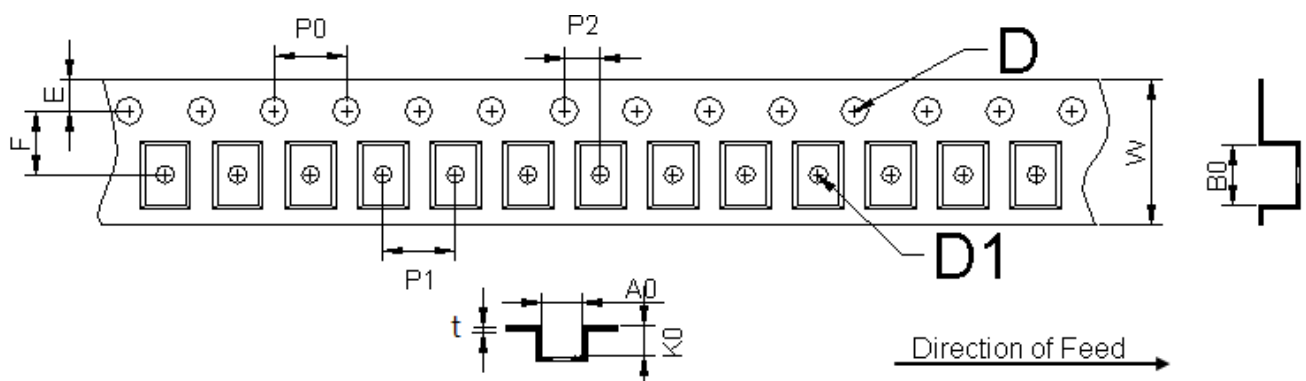 P0
P2
D
E
F
W
B0
P1
D1
A0
t
K0
Direction of Feed